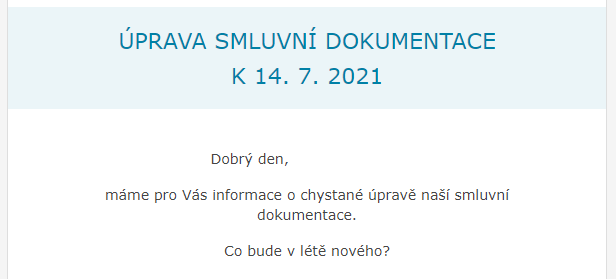 ÚPRAVA SMLUVNÍ DOKUMENTACE
K 14. 7. 2021
Dobrý den,
máme pro Vás informace o chystané úpravě naší smluvní
dokumentace.
Co bude v létě nového?